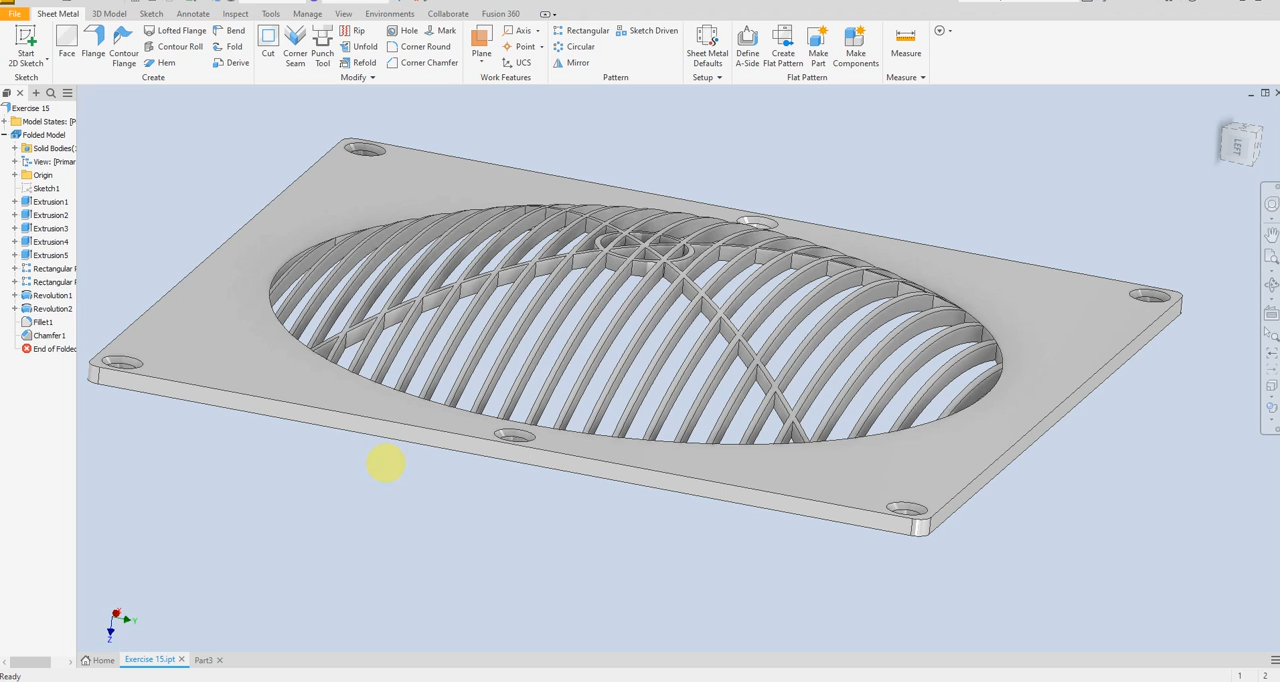 File Sheet Metal 3D Model Sketch Annotate Inspect Tools Manage View Environments Collaborate Fusion 360
Start
2D Sketch
Sketch
Face
Flange
Contour
Flange
Lofted Flange
Contour Roll
Hem
Bend
Fold
Derive
Create
Cut
Corner
Seam
Punch
Tool
Rip
Unfold
Refold
Hole
Mark
Corner Round
Corner Chamfer
Modify
Plane
Axis
Point
UCS
Work Features
Rectangular
Sketch Driven
Circular
Mirror
Pattern
Sheet Metal
Defaults
Setup
Define
A-Side
Create
Flat Pattern
Make
Part
Make
Components
Flat Pattern
Measure
Measure
Exercise 15
Model States: [P
Folded Model
Solid Bodies(
View: [Primar
Origin
Sketch1
Extrusion1
Extrusion2
Extrusion3
Extrusion4
Extrusion5
Rectangular P
Rectangular P
Revolution1
Revolution2
Fillet1
Chamfer1
End of Folded
LEFT
X
Y
Z
Home Exercise 15.ipt Part3
Ready
1 2